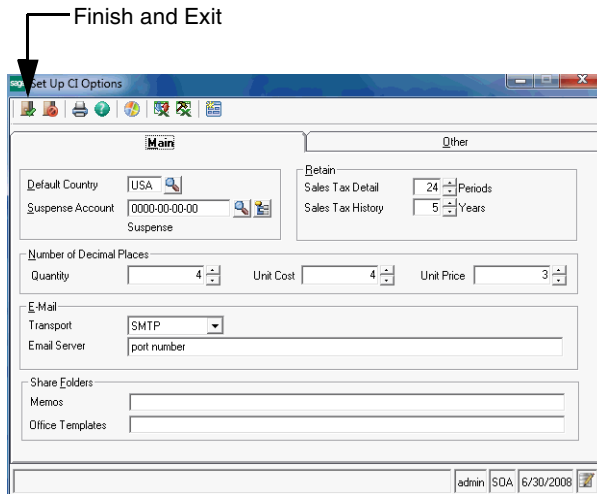 Finish and Exit
sage Set Up CI Options
Main Other
Default Country USA
Suspense Account 0000-00-00-00
Suspense
Retain
Sales Tax Detail 24 Periods
Sales Tax History 5 Years
Number of Decimal Places
Quantity 4 Unit Cost 4 Unit Price 3
E-Mail
Transport SMTP
Email Server port number
Share Folders
Memos
Office Templates
admin SOA 6/30/2008